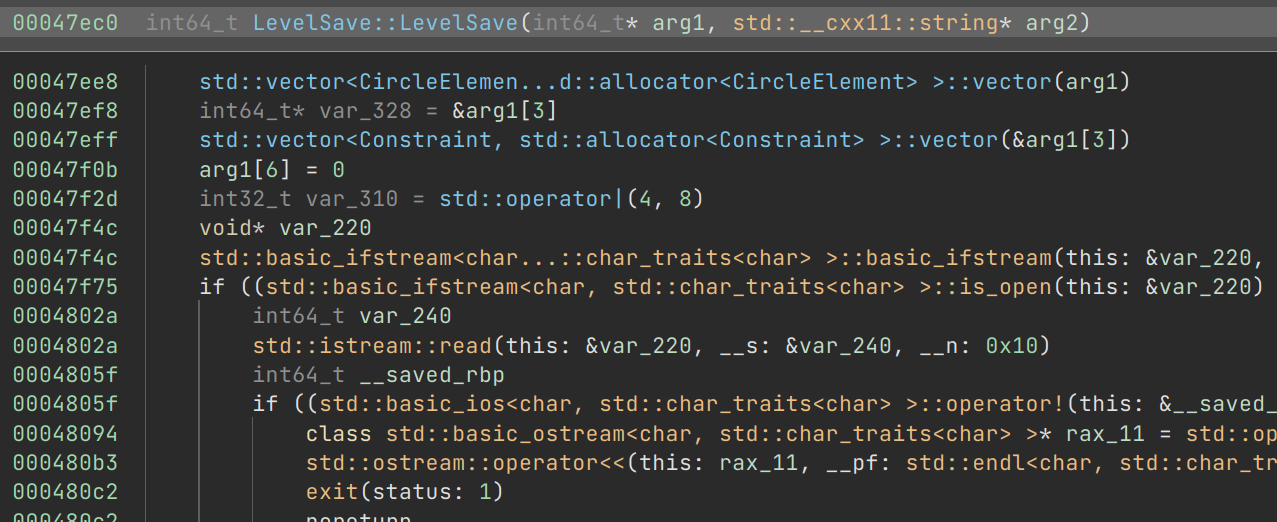 00047ec0 int64_t LevelSave::LevelSave(int64_t* arg1, std::__cxx11::string* arg2)
00047ee8 std::vector<CircleElemen...d::allocator<CircleElement> >::vector(arg1)
00047ef8 int64_t* var_328 = &arg1[3]
00047eff std::vector<Constraint, std::allocator<Constraint> >::vector(&arg1[3])
00047f0b arg1[6] = 0
00047f2d int32_t var_310 = std::operator|(4, 8)
00047f4c void* var_220
00047f4c std::basic_ifstream<char...::char_traits<char> >::basic_ifstream(this: &var_220,
00047f75 if ((std::basic_ifstream<char, std::char_traits<char> >::is_open(this: &var_220)
0004802a int64_t var_240
0004802a std::istream::read(this: &var_220, __s: &var_240, __n: 0x10)
0004805f int64_t __saved_rbp
0004805f if ((std::basic_ios<char, std::char_traits<char> >::operator!(this: &__saved_
00048094 class std::basic_ostream<char, std::char_traits<char> >* rax_11 = std::op
000480b3 std::ostream::operator<<(this: rax_11, __pf: std::endl<char, std::char_tr
000480c2 exit(status: 1)
000480c2 noreturn